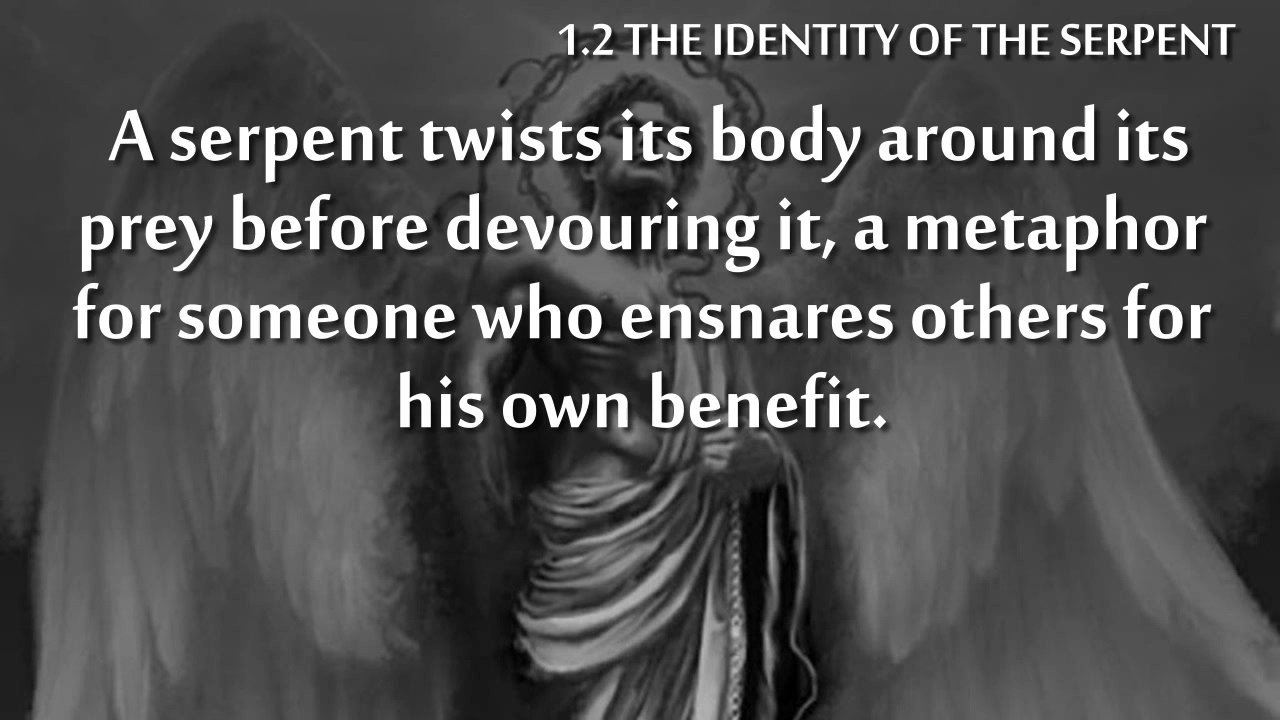 1.2 THE IDENTITY OF THE SERPENT
A serpent twists its body around its
prey before devouring it, a metaphor
for someone who ensnares others for
his own benefit.